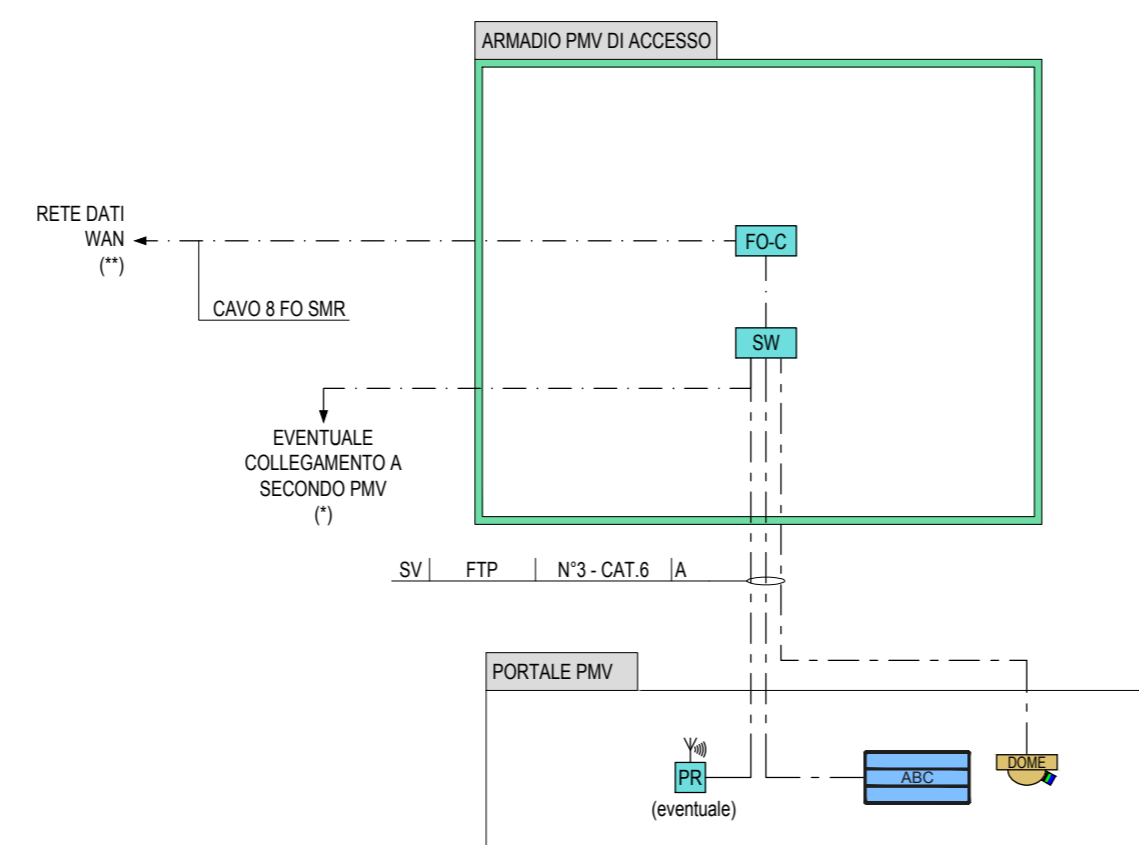 ARMADIO PMV DI ACCESSO
RETE DATI
WAN
(**)
FO-C
CAVO 8 FO SMR
SW
EVENTUALE
COLLEGAMENTO A
SECONDO PMV
(*)
SV FTP N°3 - CAT.6 A
PORTALE PMV
PR
(eventuale)
ABC
DOME